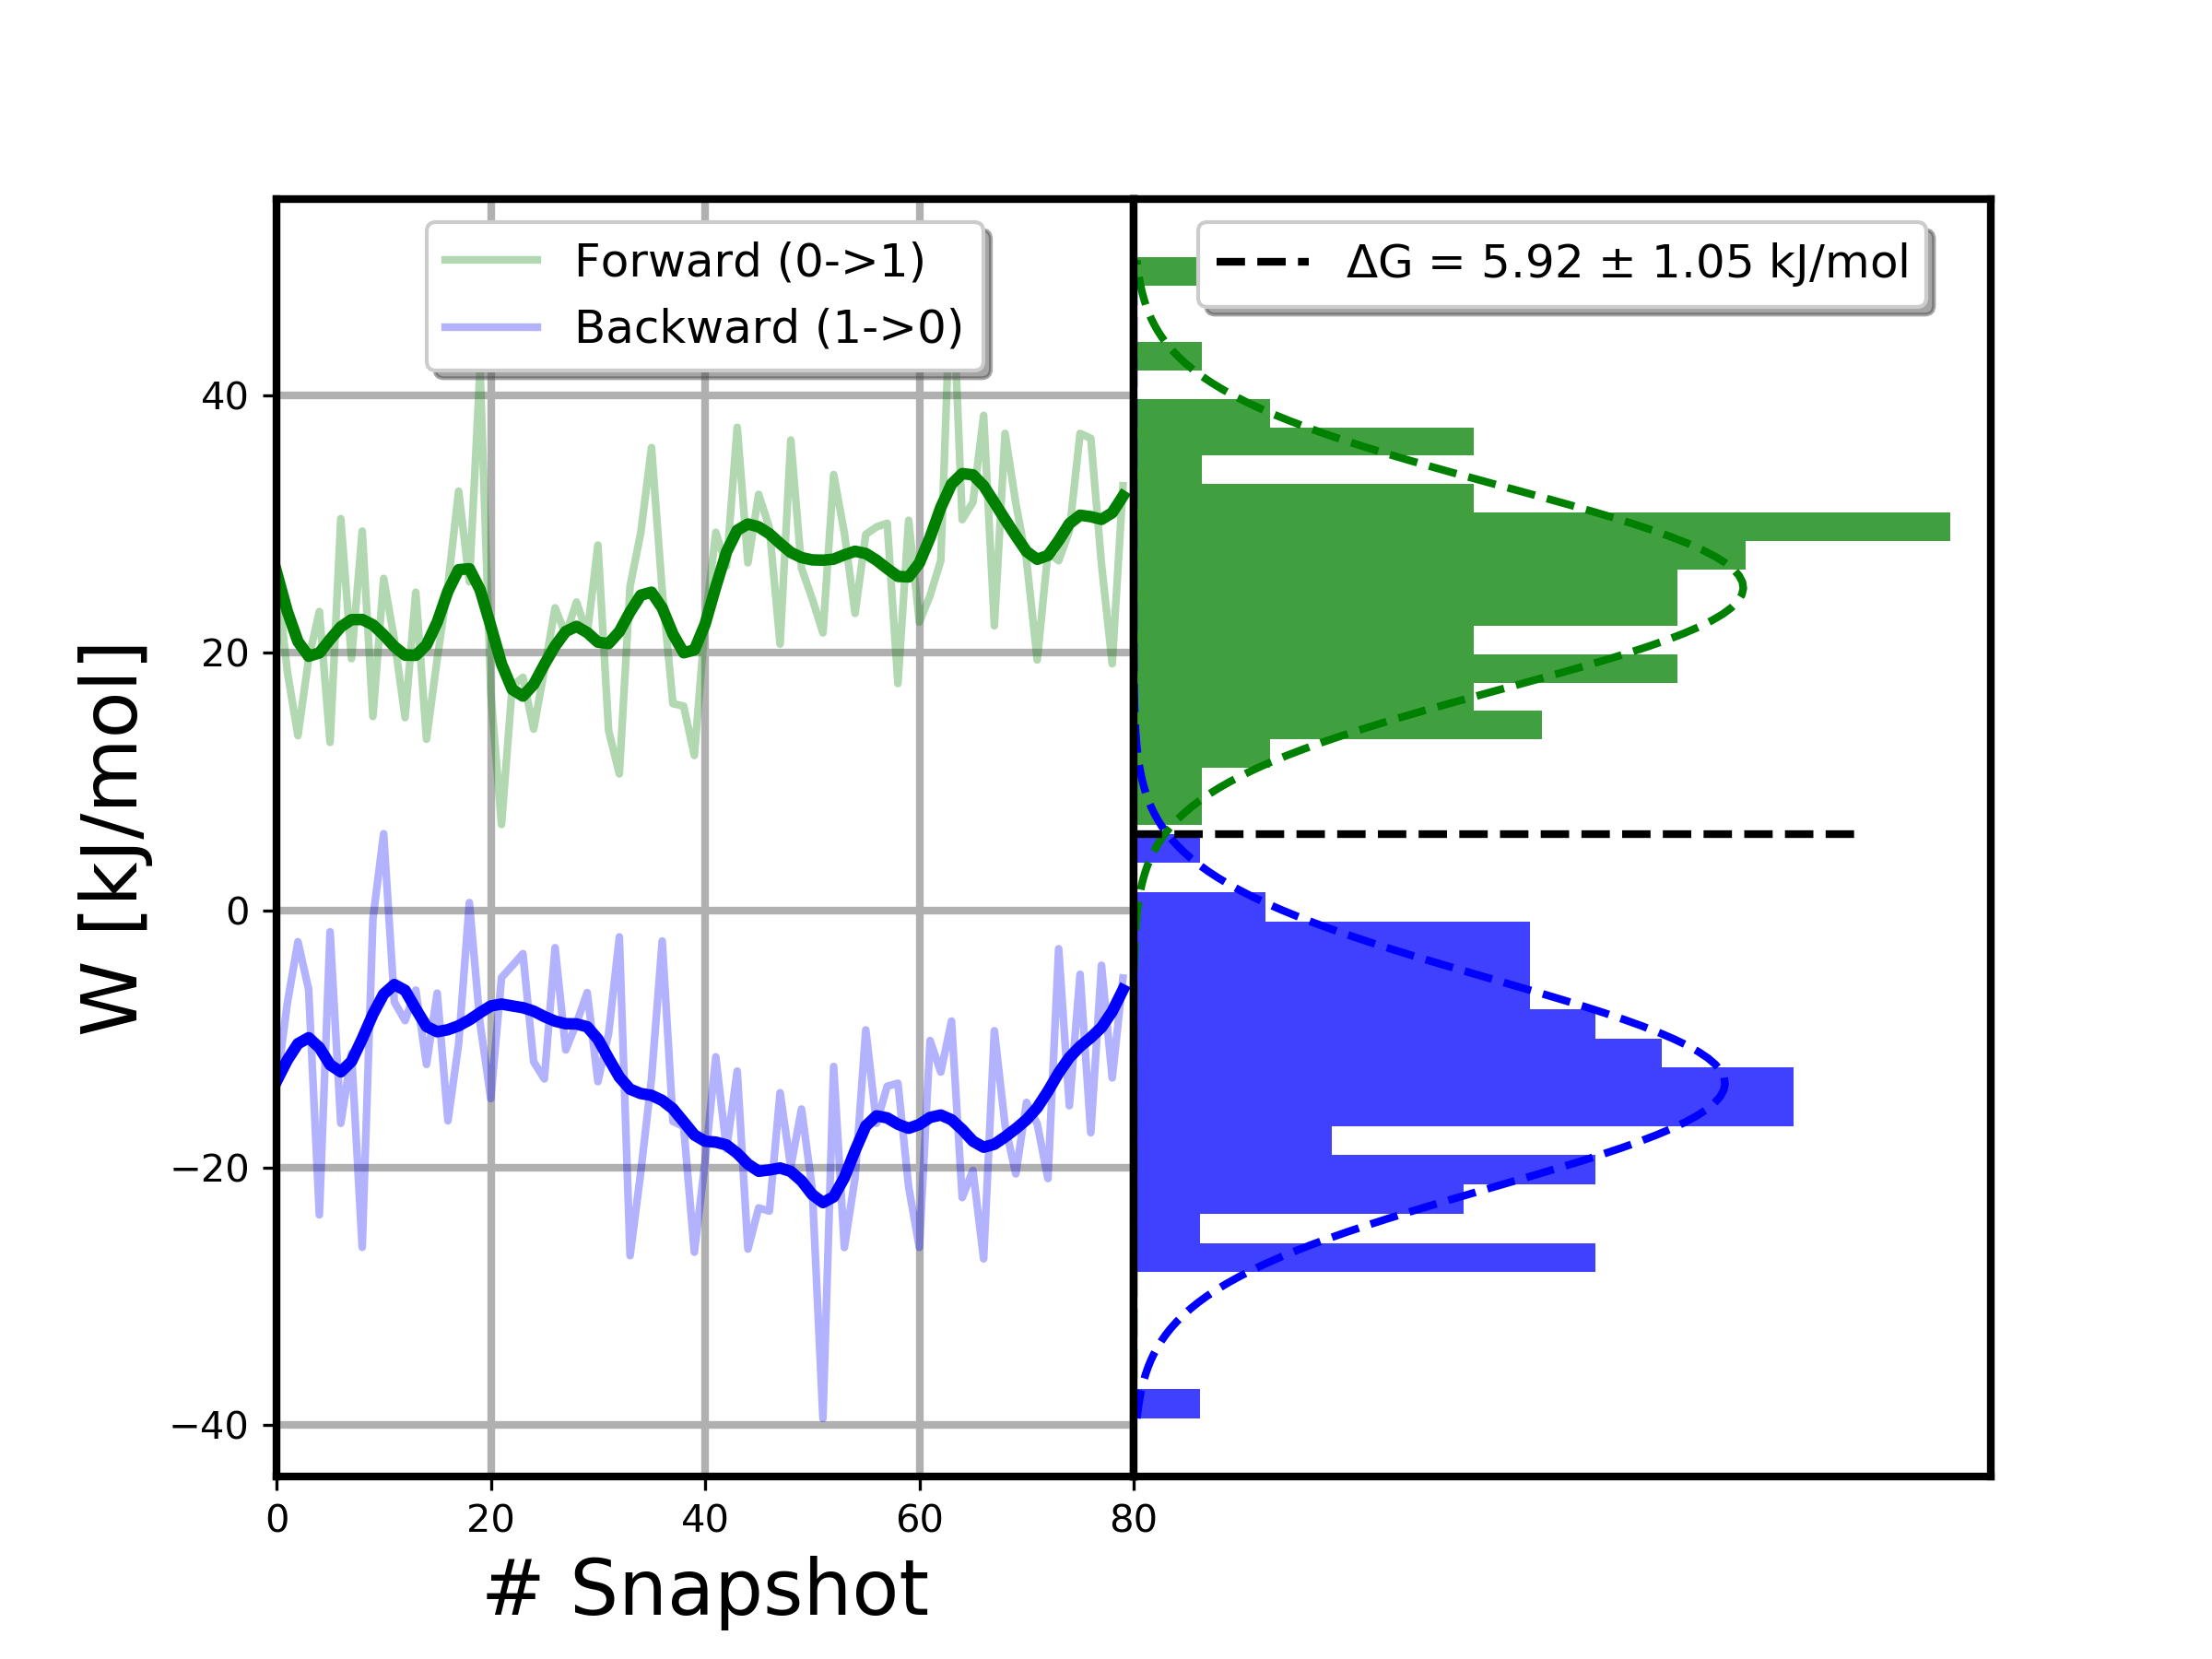 Forward (0->1)
Backward (1->0)
ΔG = 5.92 ± 1.05 kJ/mol
W [kJ/mol]
40
20
0
−20
−40
0 20 40 60 80
# Snapshot